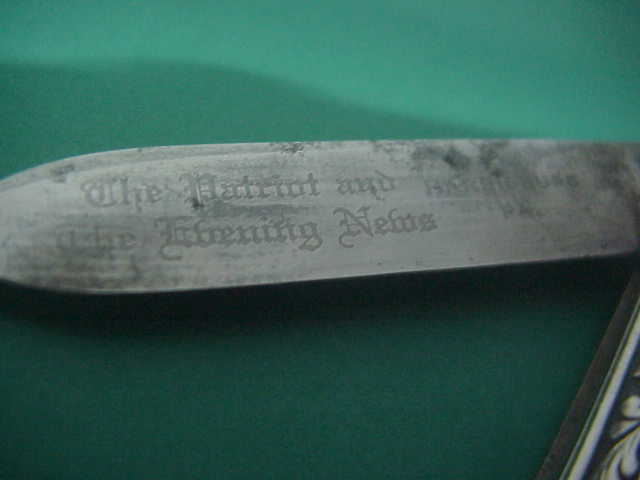 The Patriot and
The Evening News